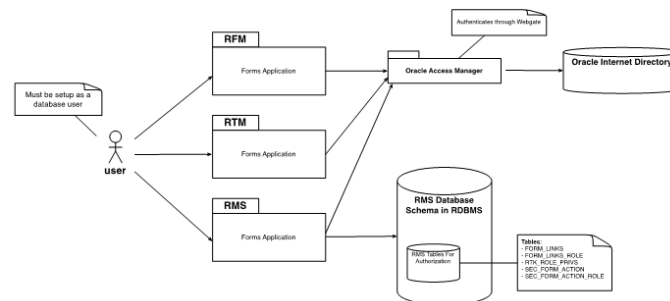 Authenticates through Webgate
RFM
Forms Application
Oracle Access Manager
Oracle Internet Directory
Must be setup as a
database user
user
RTM
Forms Application
RMS
Forms Application
RMS Database
Schema in RDBMS
RMS Tables For
Authorization
Tables:
- FORM_LINKS
- FORM_LINKS_ROLE
- RTK_ROLE_PRIVS
- SEC_FORM_ACTION
- SEC_FORM_ACTION_ROLE